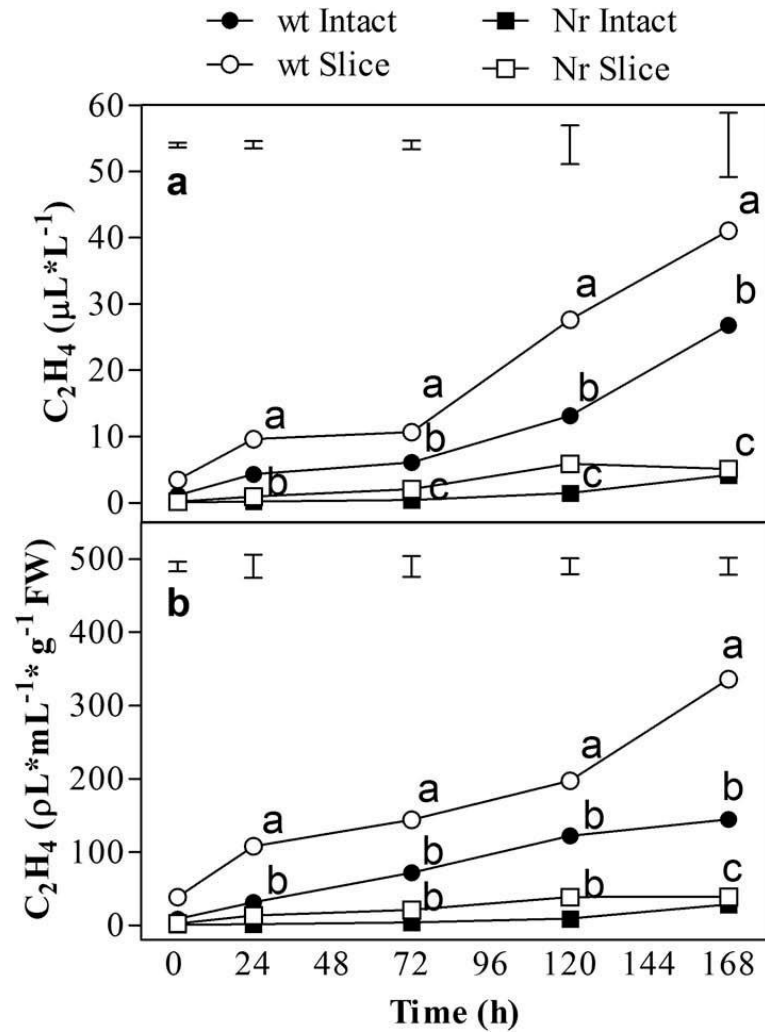 wt Intact Nr Intact
wt Slice Nr Slice
60
a
a
50
40
b
a
30
C₂H₄ (µL*L⁻¹)
20
a
b
a
b
10
c
b
c
c
0
500
b
400
a
300
a
C₂H₄ (ρL*mL⁻¹*g⁻¹ FW)
200
a
a
b
b
b
100
b
b
b
c
0
0 24 48 72 96 120 144 168
Time (h)